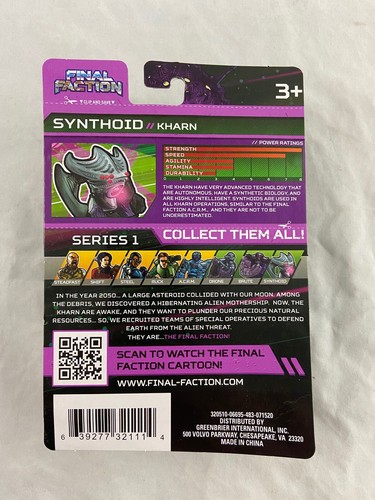 FINAL
FACTION
CLIP AND SAVE
3+
SYNTHOID // KHARN
// POWER RATINGS
STRENGTH
SPEED
AGILITY
STAMINA
DURABILITY
THE KHARN HAVE VERY ADVANCED TECHNOLOGY THAT
ARE AUTONOMOUS, HAVE A SYNTHETIC BIOLOGY, AND
ARE HIGHLY INTELLIGENT. SYNTHOIDS ARE USED IN
ALL KHARN OPERATIONS. SIMILAR TO THE FINAL
FACTION A.C.R.M., AND THEY ARE NOT TO BE
UNDERESTIMATED.
SERIES 1
COLLECT THEM ALL!
STEADFAST SHIFT STEEL RUCK A.C.R.M. DRONE BRUTE SYNTHOID
IN THE YEAR 2050... A LARGE ASTEROID COLLIDED WITH OUR MOON. AMONG
THE DEBRIS, WE DISCOVERED A HIBERNATING ALIEN MOTHERSHIP. NOW, THE
KHARN ARE AWAKE, AND THEY WANT TO PLUNDER OUR PRECIOUS NATURAL
RESOURCES... SO, WE RECRUITED TEAMS OF SPECIAL OPERATIVES TO DEFEND
EARTH FROM THE ALIEN THREAT.
THEY ARE...THE FINAL FACTION!
SCAN TO WATCH THE FINAL
FACTION CARTOON!
WWW.FINAL-FACTION.COM
320510-06695-483-071520
DISTRIBUTED BY
GREENBRIER INTERNATIONAL, INC.
500 VOLVO PARKWAY, CHESAPEAKE, VA 23320
MADE IN CHINA
6 39277 32111 4